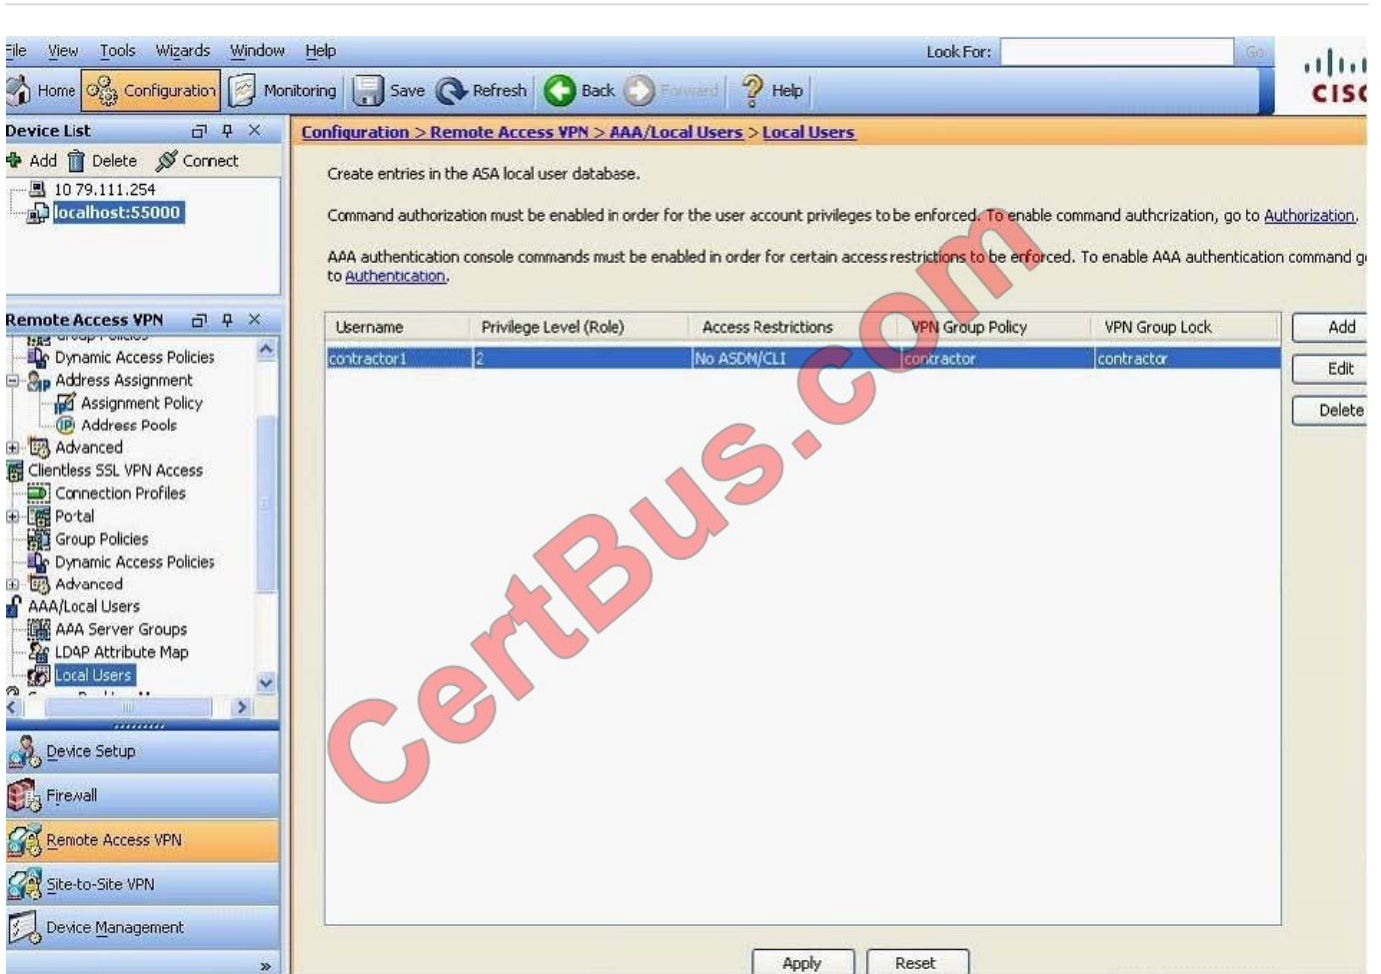 File View Tools Wizards Window Help
Look For:
Go
Home Configuration Monitoring Save Refresh Back Forward Help
CISC
Device List
Add Delete Connect
10 79.111.254
localhost:55000
Remote Access VPN
Dynamic Access Policies
Address Assignment
Assignment Policy
Address Pools
Advanced
Clientless SSL VPN Access
Connection Profiles
Portal
Group Policies
Dynamic Access Policies
Advanced
AAA/Local Users
AAA Server Groups
LDAP Attribute Map
Local Users
Device Setup
Firewall
Remote Access VPN
Site-to-Site VPN
Device Management
»
Configuration > Remote Access VPN > AAA/Local Users > Local Users
Create entries in the ASA local user database.
Command authorization must be enabled in order for the user account privileges to be enforced. To enable command authcrization, go to Authorization.
AAA authentication console commands must be enabled in order for certain access restrictions to be enforced. To enable AAA authentication command g
to Authentication.
Username Privilege Level (Role) Access Restrictions VPN Group Policy VPN Group Lock
contractor1 2 No ASDM/CLI contractor contractor
Add
Edit
Delete
Apply Reset
CertBus.com